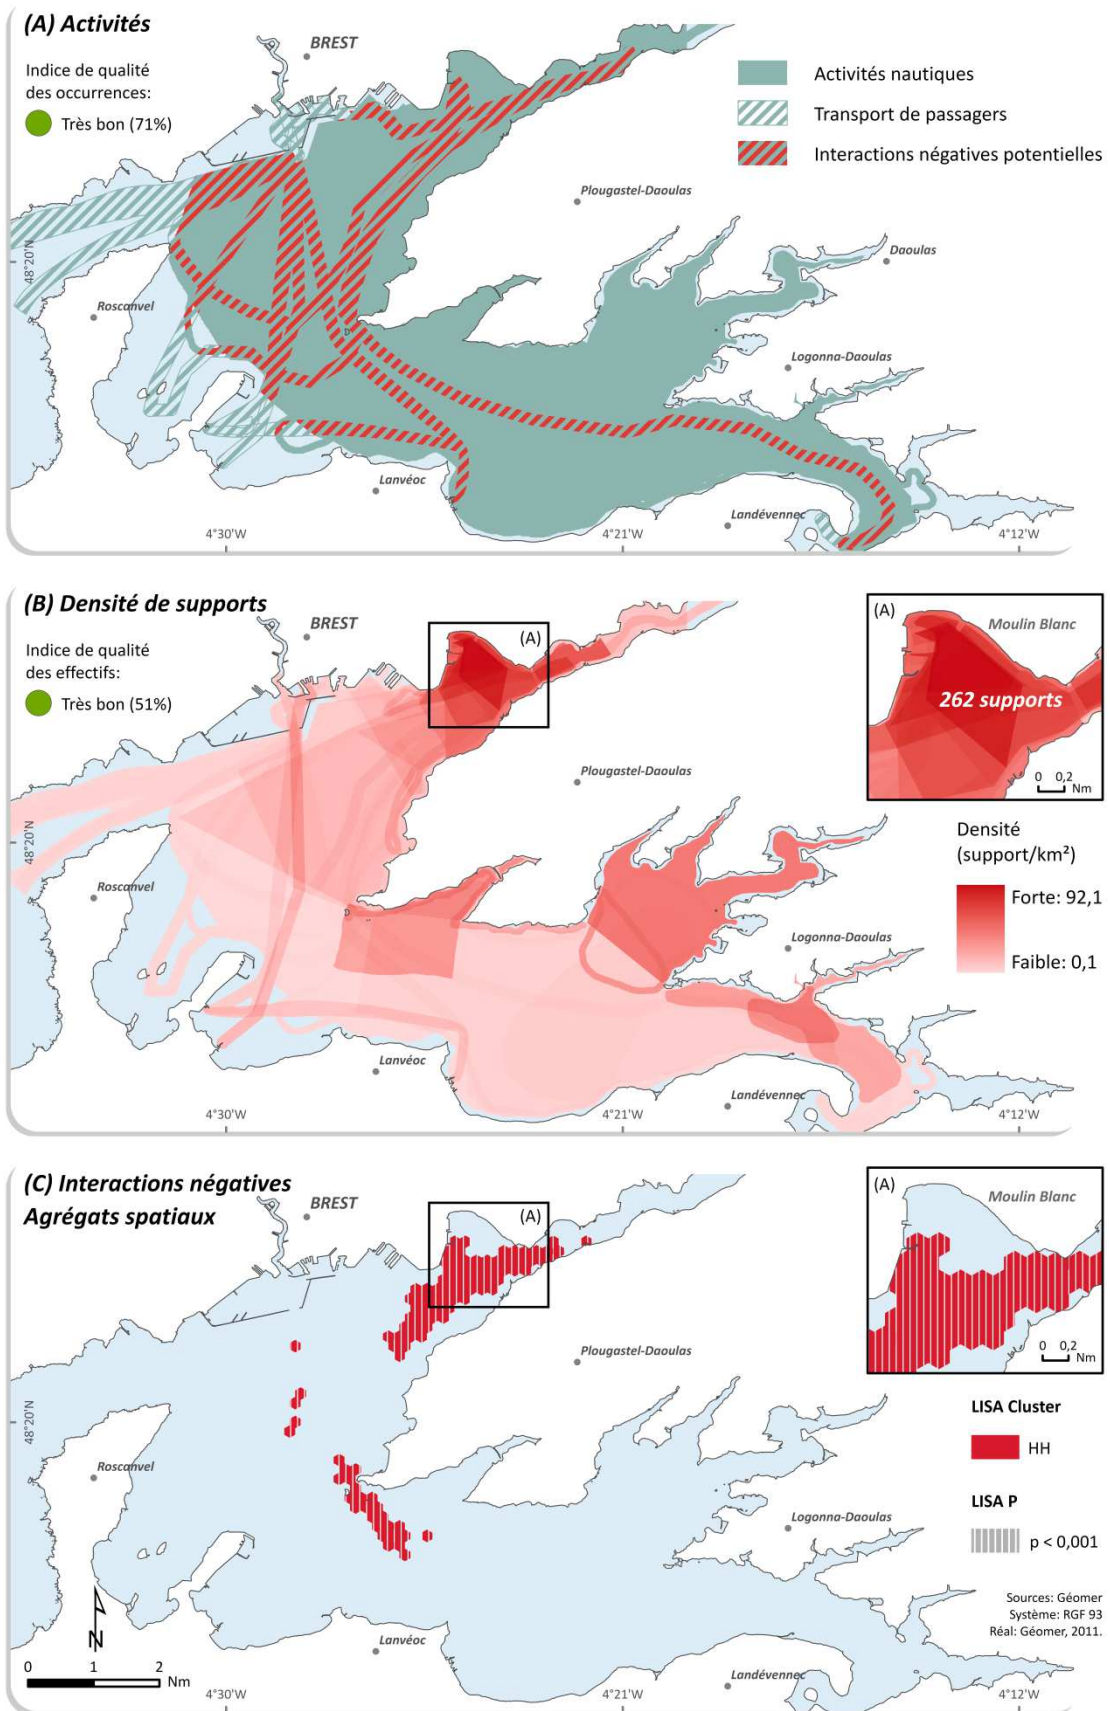 (A) Activités
BREST
Indice de qualité
des occurrences:
Très bon (71%)
Activités nautiques
Transport de passagers
Interactions négatives potentielles
Plougastel-Daoulas
Daoulas
48°20'N
Roscanvel
Logonna-Daoulas
Lanvéoc
Landévennec
4°30'W
4°21'W
4°12'W
(B) Densité de supports
BREST
Indice de qualité
des effectifs:
Très bon (51%)
(A)
(A)
Moulin Blanc
262 supports
0 0,2
Nm
Plougastel-Daoulas
Densité
(support/km²)
Forte: 92,1
Faible: 0,1
48°20'N
Roscanvel
Logonna-Daoulas
Lanvéoc
Landévennec
4°30'W
4°21'W
4°12'W
(C) Interactions négatives
Agrégats spatiaux
BREST
(A)
(A)
Moulin Blanc
0 0,2
Nm
Plougastel-Daoulas
LISA Cluster
HH
48°20'N
Roscanvel
LISA P
p < 0,001
Logonna-Daoulas
Sources: Géomer
Système: RGF 93
Réal: Géomer, 2011.
N
Lanvéoc
Landévennec
0 1 2
Nm
4°30'W
4°21'W
4°12'W